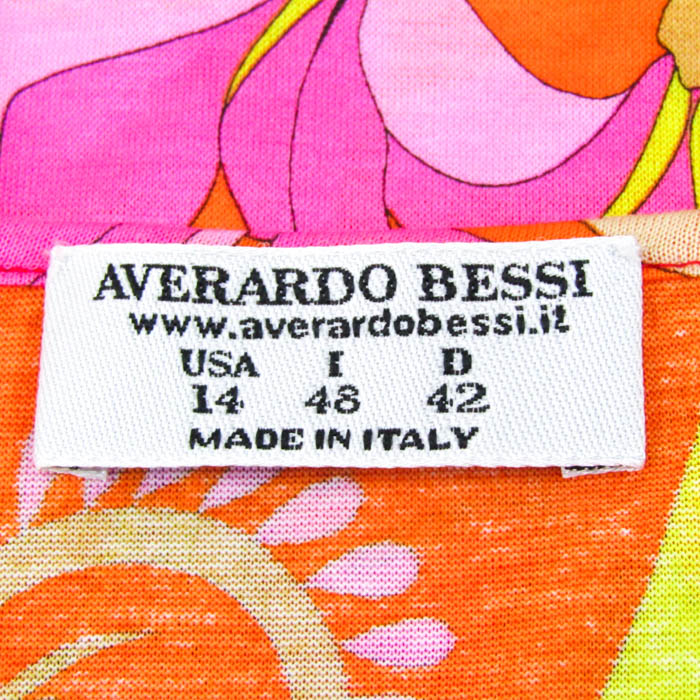 AVERARDO BESSI
www.averardobessi.it
USA I D
14 48 42
MADE IN ITALY